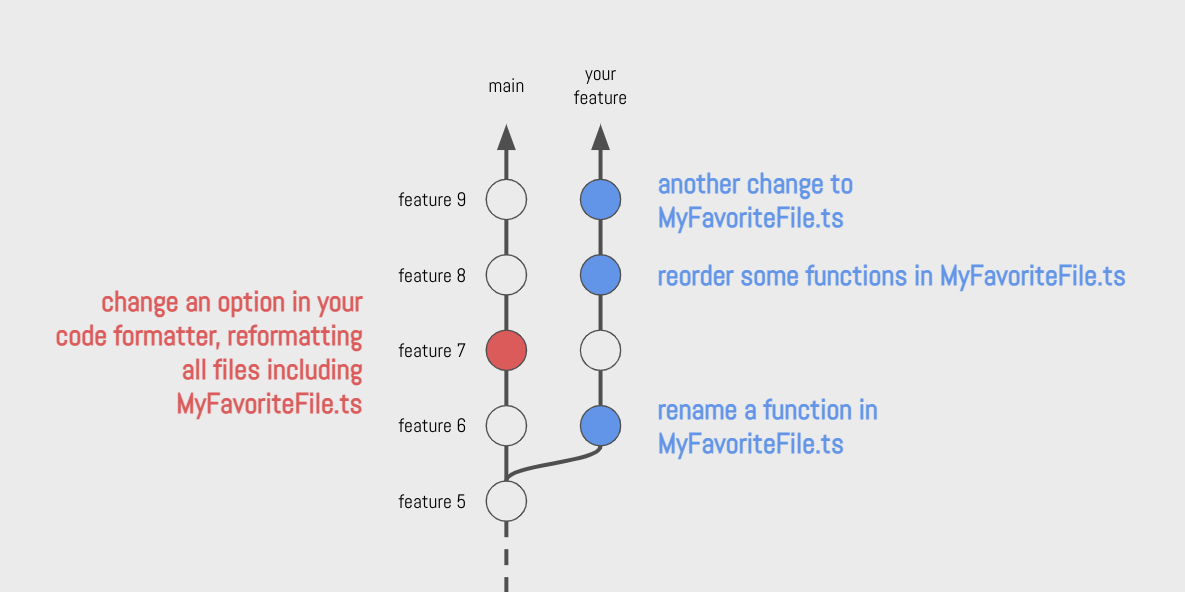 main
your
feature
feature 9
another change to
MyFavoriteFile.ts
feature 8
reorder some functions in MyFavoriteFile.ts
change an option in your
code formatter, reformatting
all files including
MyFavoriteFile.ts
feature 7
feature 6
rename a function in
MyFavoriteFile.ts
feature 5